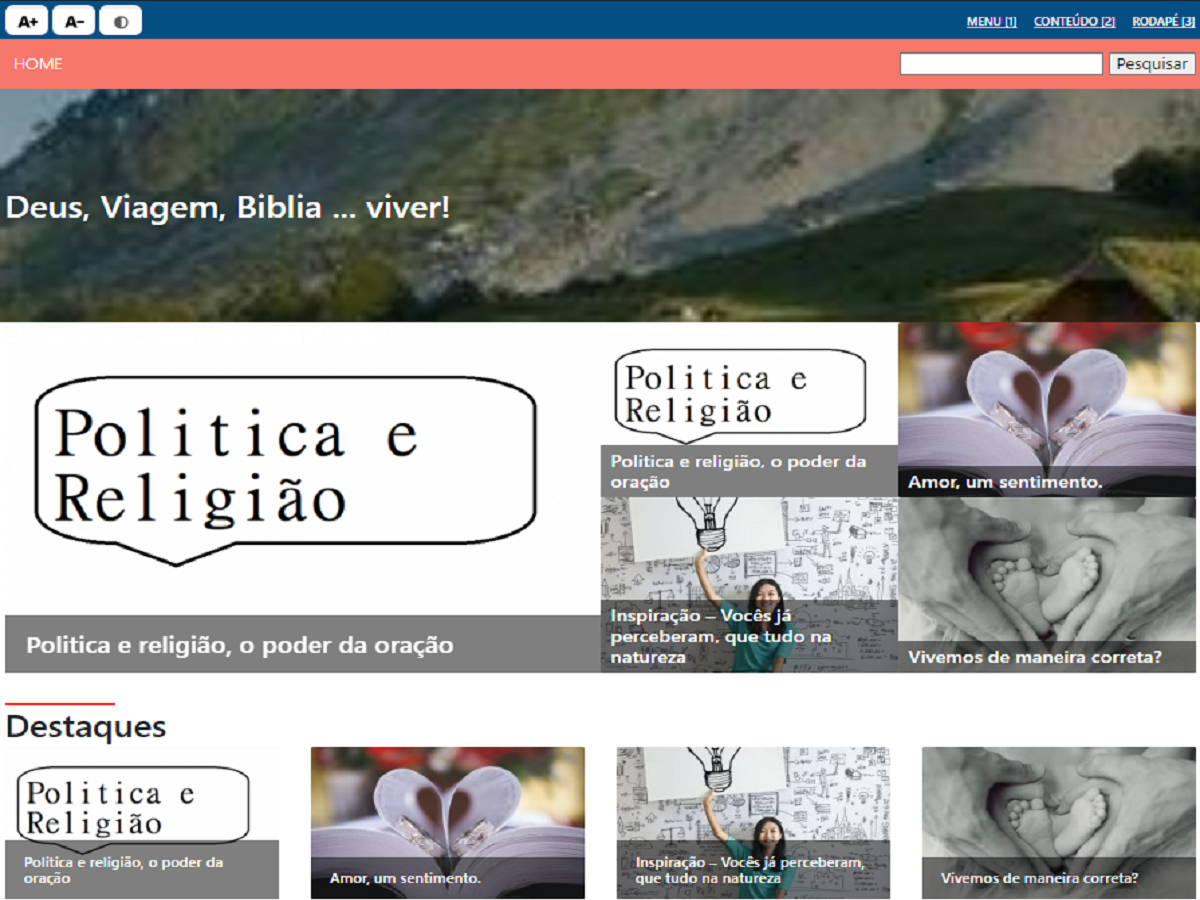 A+ A- MENU [1] CONTEÚDO [2] RODAPÉ [3]
HOME Pesquisar
Deus, Viagem, Biblia ... viver!
Politica e
Religião
Politica e religião, o poder da oração
Politica e
Religião
Politica e religião, o poder da
oração
Amor, um sentimento.
Inspiração – Vocês já
perceberam, que tudo na
natureza
Vivemos de maneira correta?
Destaques
Politica e
Religião
Politica e religião, o poder da
oração
Amor, um sentimento.
Inspiração – Vocês já perceberam,
que tudo na natureza
Vivemos de maneira correta?